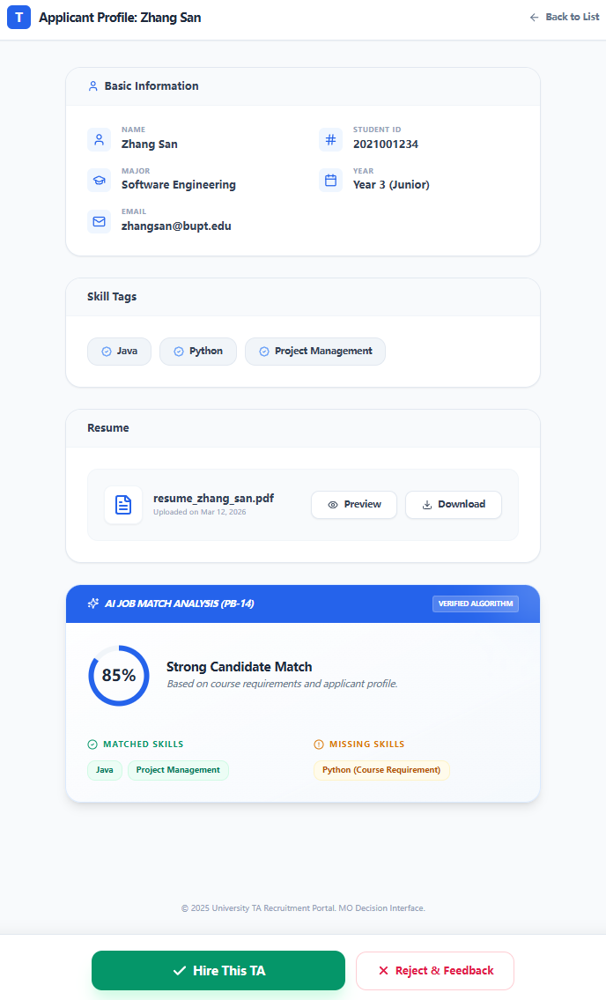 T Applicant Profile: Zhang San
Back to List
Basic Information
NAME
Zhang San
STUDENT ID
2021001234
MAJOR
Software Engineering
YEAR
Year 3 (Junior)
EMAIL
zhangsan@bupt.edu
Skill Tags
Java
Python
Project Management
Resume
resume_zhang_san.pdf
Uploaded on Mar 12, 2026
Preview
Download
AI JOB MATCH ANALYSIS (PB-14)
VERIFIED ALGORITHM
85%
Strong Candidate Match
Based on course requirements and applicant profile.
MATCHED SKILLS
Java
Project Management
MISSING SKILLS
Python (Course Requirement)
© 2025 University TA Recruitment Portal. MO Decision Interface.
Hire This TA
Reject & Feedback